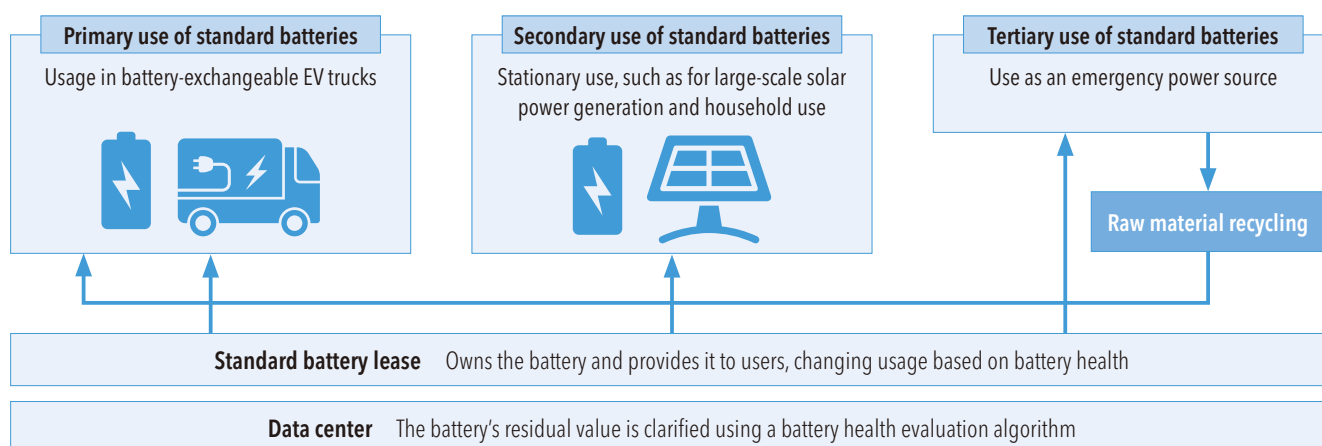 Primary use of standard batteries
Usage in battery-exchangeable EV trucks
Secondary use of standard batteries
Stationary use, such as for large-scale solar
power generation and household use
Tertiary use of standard batteries
Use as an emergency power source
Raw material recycling
Standard battery lease Owns the battery and provides it to users, changing usage based on battery health
Data center The battery’s residual value is clarified using a battery health evaluation algorithm